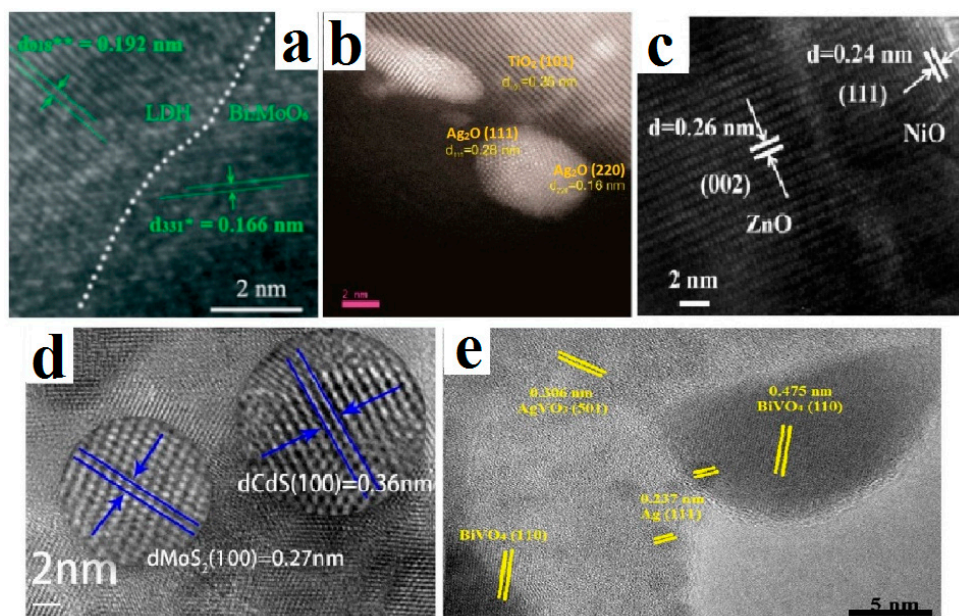 a
= 0.192 nm
LDH Bi₂MoO₆
d₃₃₁* = 0.166 nm
2 nm
b
TiO₂ (101)
Ag₂O (111)
Ag₂O (220)
2 nm
c
d=0.24 nm
(111)
NiO
d=0.26 nm
(002)
ZnO
2 nm
d
dCdS(100)=0.36nm
dMoS₂(100)=0.27nm
2nm
e
0.306 nm
0.475 nm
BiVO₄ (110)
0.237 nm
Ag (111)
BiVO₄ (110)
5 nm